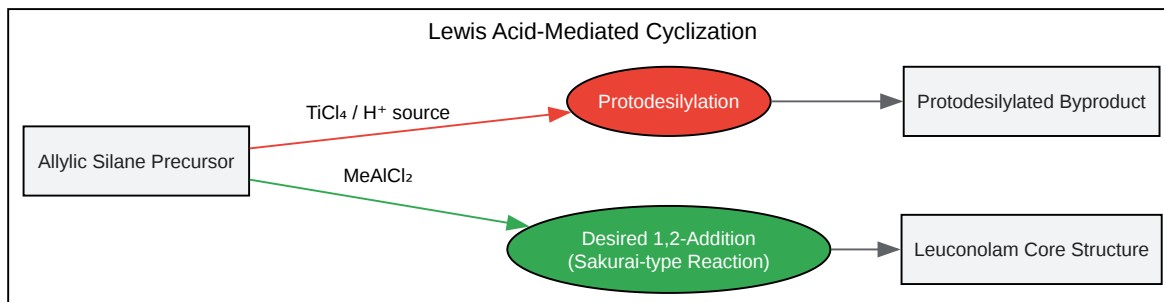 Lewis Acid-Mediated Cyclization
TiCl₄ / H⁺ source
Protodesilylation
Protodesilylated Byproduct
Allylic Silane Precursor
MeAlCl₂
Desired 1,2-Addition
(Sakurai-type Reaction)
Leuconolam Core Structure